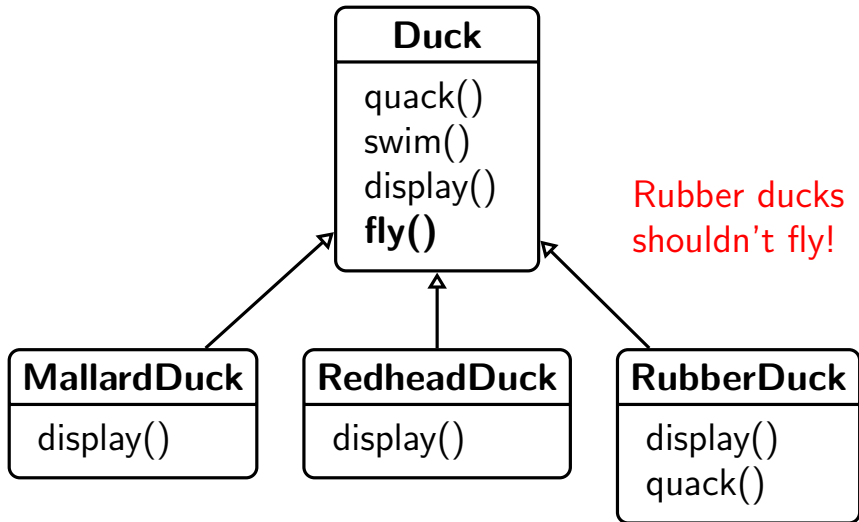 Duck
quack()
swim()
display()
fly()
Rubber ducks
shouldn't fly!
MallardDuck
display()
RedheadDuck
display()
RubberDuck
display()
quack()